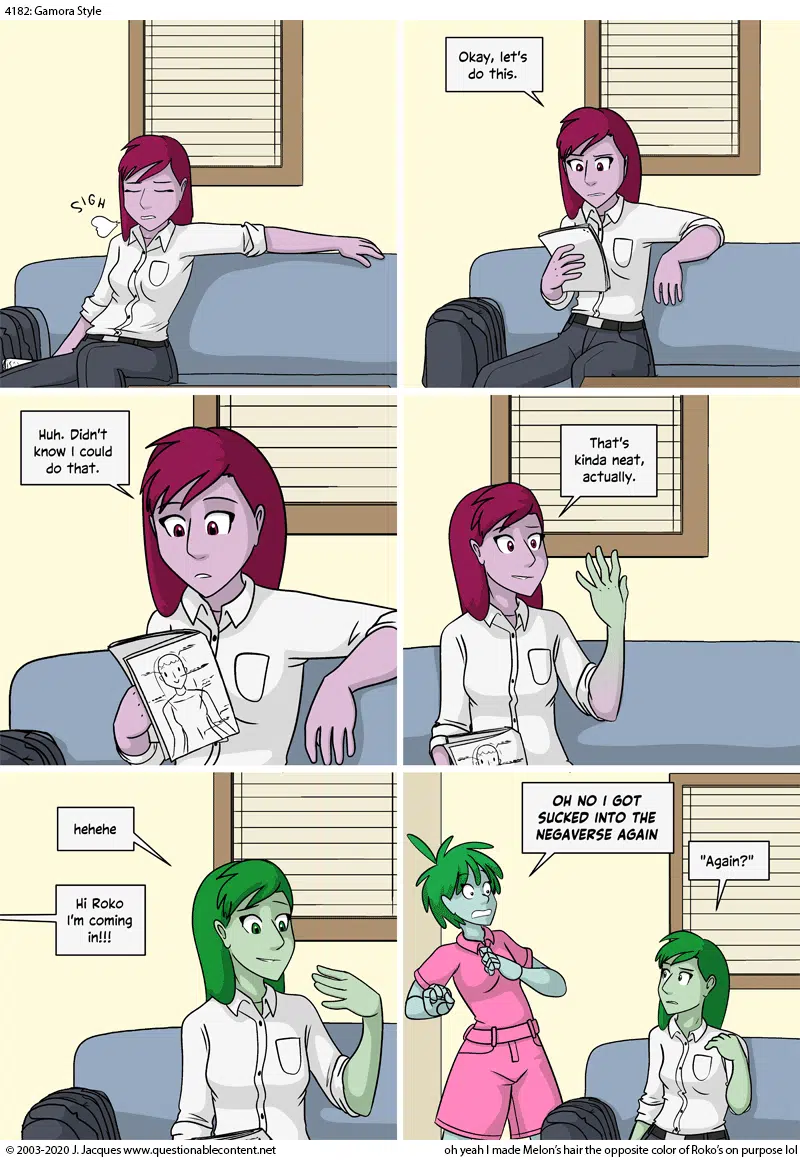 4182: Gamora Style
SIGH
Okay, let's
do this.
Huh. Didn't
know I could
do that.
That's
kinda neat,
actually.
hehehe
Hi Roko
I'm coming
in!!!
OH NO I GOT
SUCKED INTO THE
NEGAVERSE AGAIN
"Again?"
© 2003-2020 J. Jacques www.questionablecontent.net
oh yeah I made Melon's hair the opposite color of Roko's on purpose lol